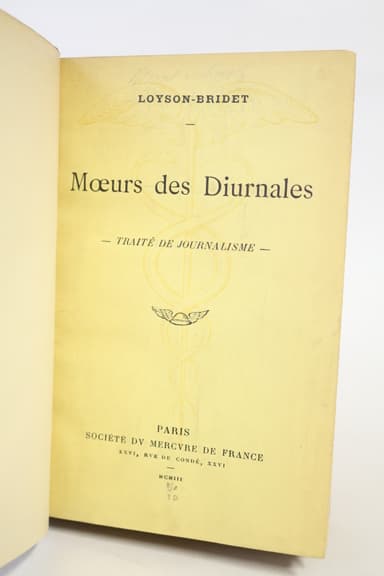 LOYSON-BRIDET
Mœurs des Diurnales
— TRAITÉ DE JOURNALISME —
PARIS
SOCIÉTÉ DV MERCVRE DE FRANCE
XXVI, RVE DE CONDÉ, XXVI
MCMIII